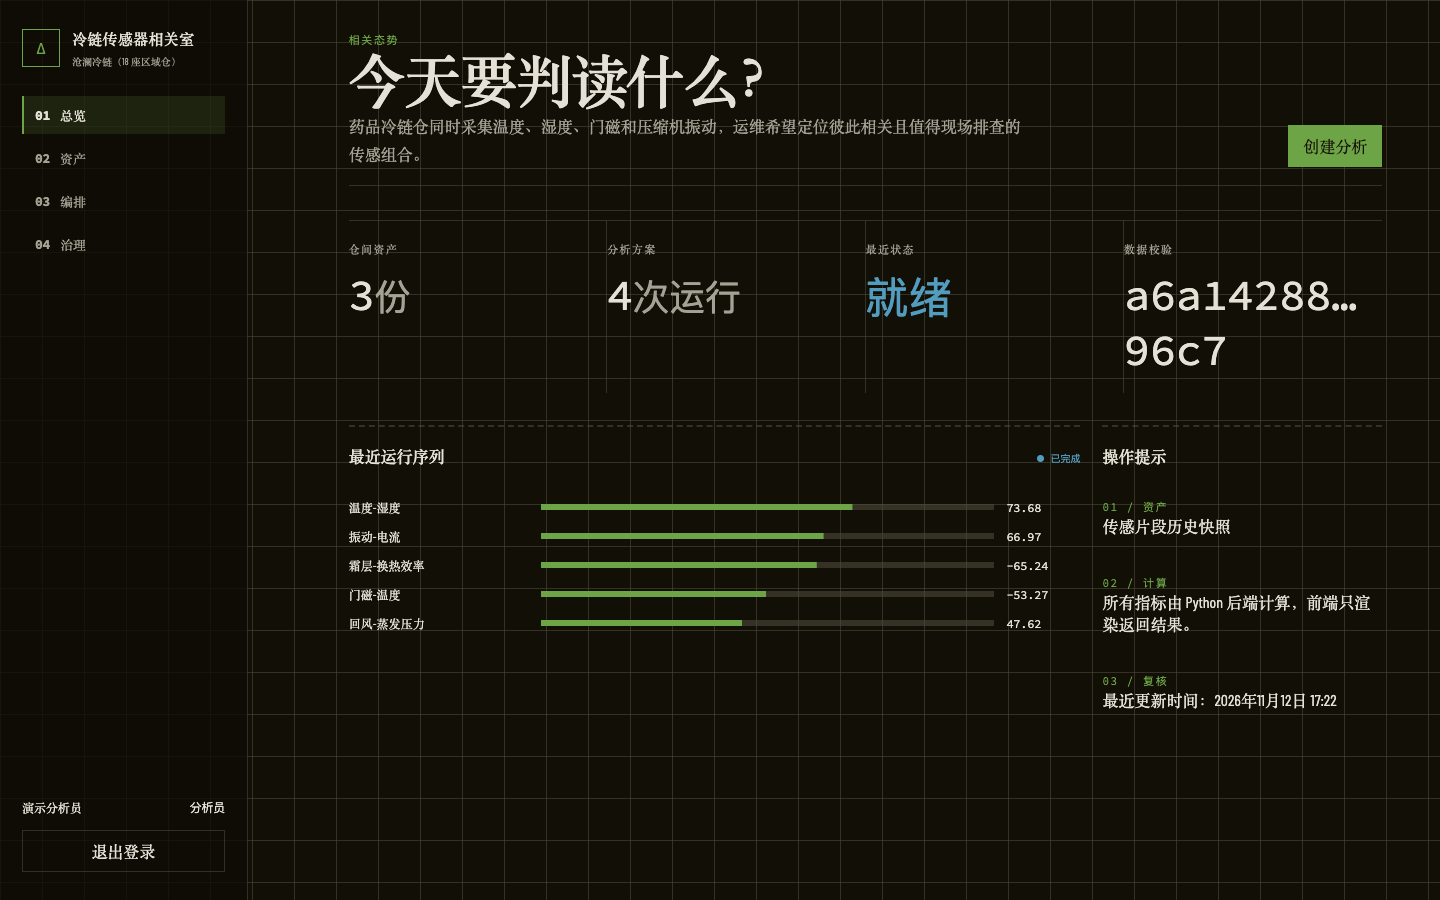 Δ
冷链传感器相关室
沧澜冷链（18 座区域仓）
01 总览
02 资产
03 编排
04 治理
演示分析员 分析员
退出登录
相关态势
今天要判读什么?
药品冷链仓同时采集温度、湿度、门磁和压缩机振动，运维希望定位彼此相关且值得现场排查的
传感组合。
创建分析
仓间资产
3份
分析方案
4次运行
最近状态
就绪
数据校验
a6a14288…
96c7
最近运行序列 已完成
温度-湿度 73.68
振动-电流 66.97
霜层-换热效率 -65.24
门磁-温度 -53.27
回风-蒸发压力 47.62
操作提示
01 / 资产
传感片段历史快照
02 / 计算
所有指标由 Python 后端计算，前端只渲
染返回结果。
03 / 复核
最近更新时间：2026年11月12日 17:22